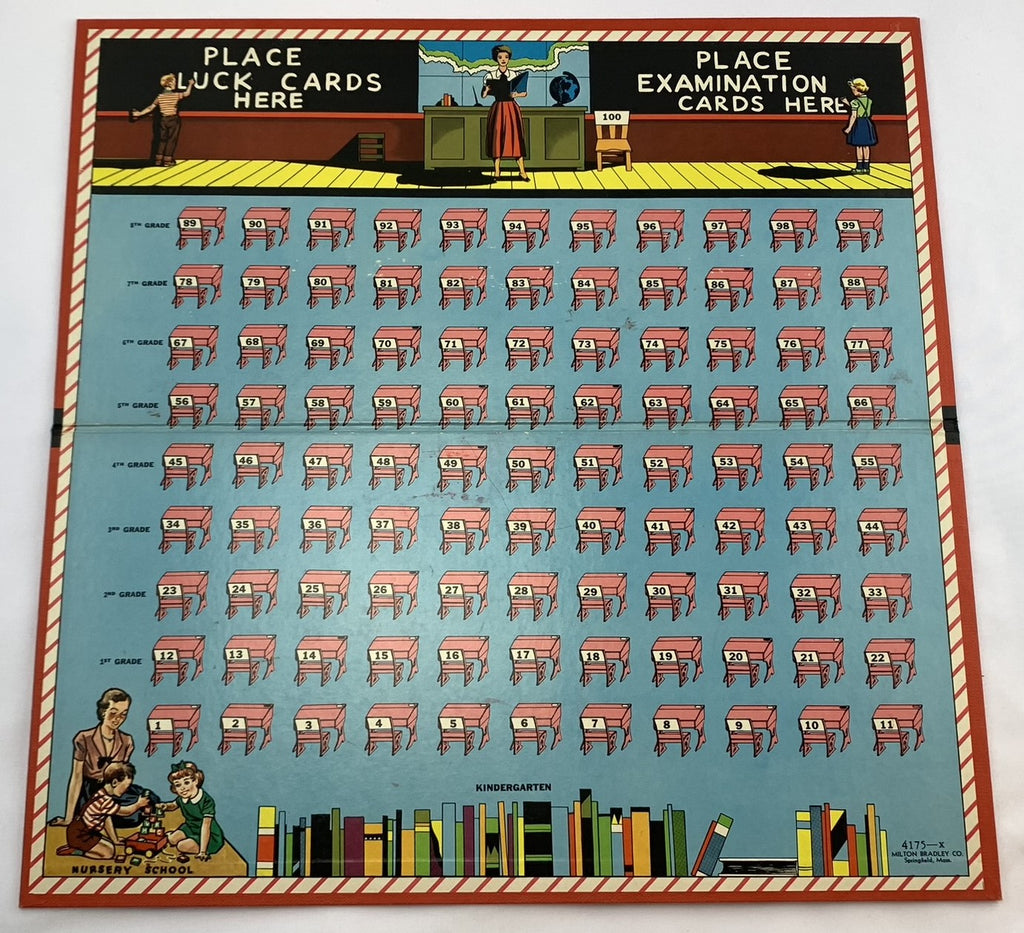 PLACE
LUCK CARDS
HERE
PLACE
EXAMINATION
CARDS HERE
100
8TH GRADE 89 90 91 92 93 94 95 96 97 98 99
7TH GRADE 78 79 80 81 82 83 84 85 86 87 88
6TH GRADE 67 68 69 70 71 72 73 74 75 76 77
5TH GRADE 56 57 58 59 60 61 62 63 64 65 66
4TH GRADE 45 46 47 48 49 50 51 52 53 54 55
3RD GRADE 34 35 36 37 38 39 40 41 42 43 44
2ND GRADE 23 24 25 26 27 28 29 30 31 32 33
1ST GRADE 12 13 14 15 16 17 18 19 20 21 22
1 2 3 4 5 6 7 8 9 10 11
KINDERGARTEN
NURSERY SCHOOL
4175—X
MILTON BRADLEY CO.
Springfield, Mass.